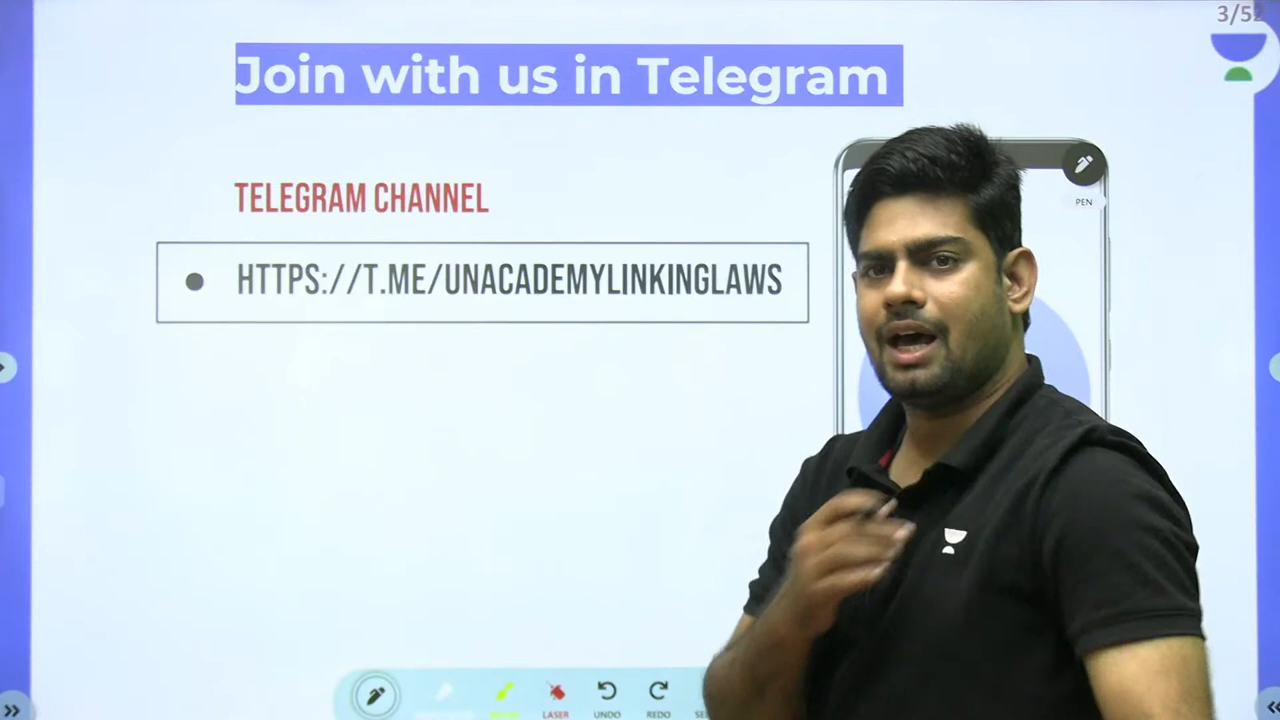 3/52
Join with us in Telegram
TELEGRAM CHANNEL
PEN
• HTTPS://T.ME/UNACADEMYLINKINGLAWS
LASER
UNDO
REDO